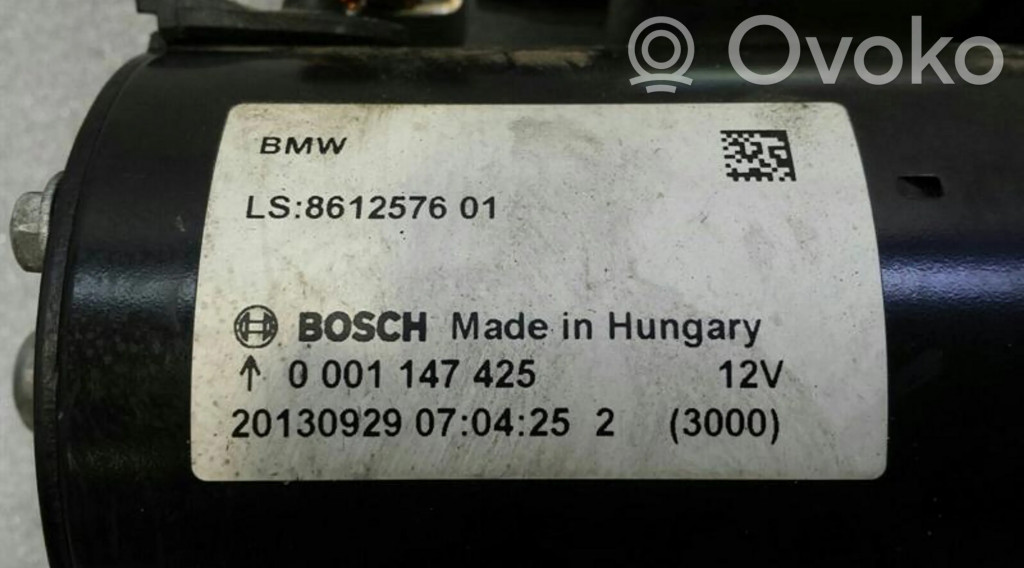 Ovoko
BMW
LS:8612576 01
BOSCH Made in Hungary
↑ 0 001 147 425 12V
20130929 07:04:25 2 (3000)